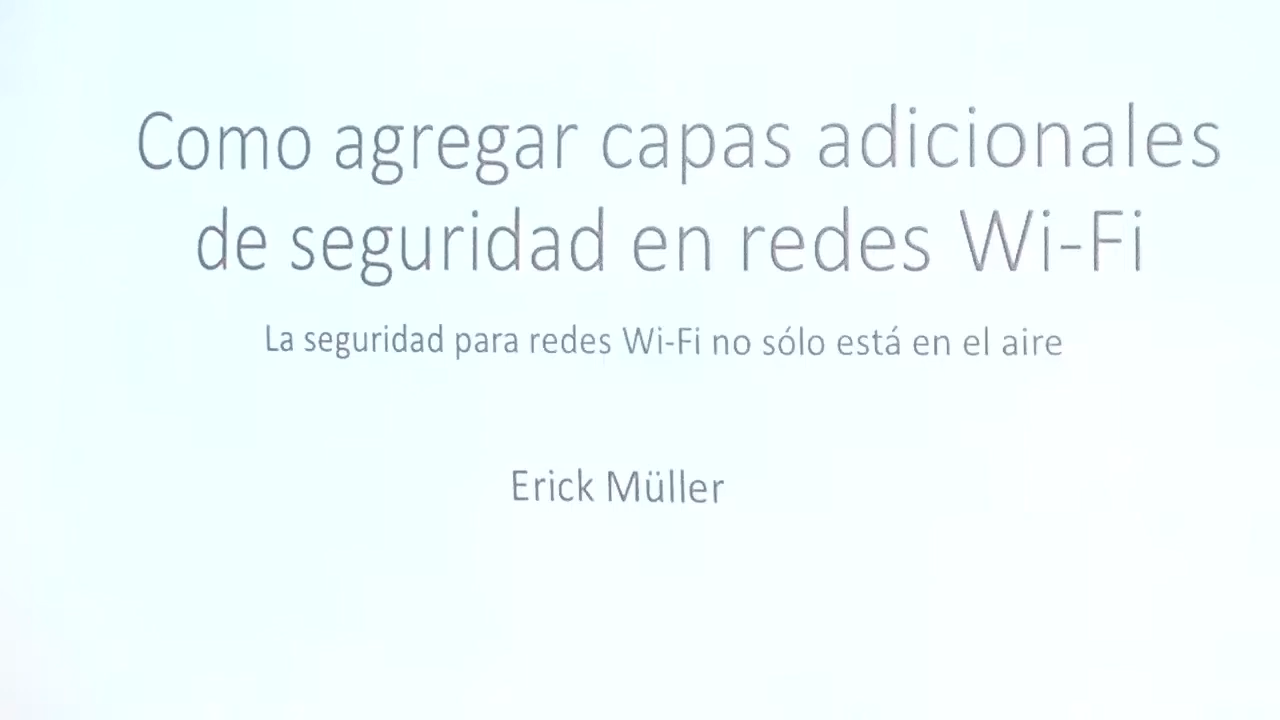 Como agregar capas adicionales
de seguridad en redes Wi-Fi
La seguridad para redes Wi-Fi no sólo está en el aire
Erick Müller